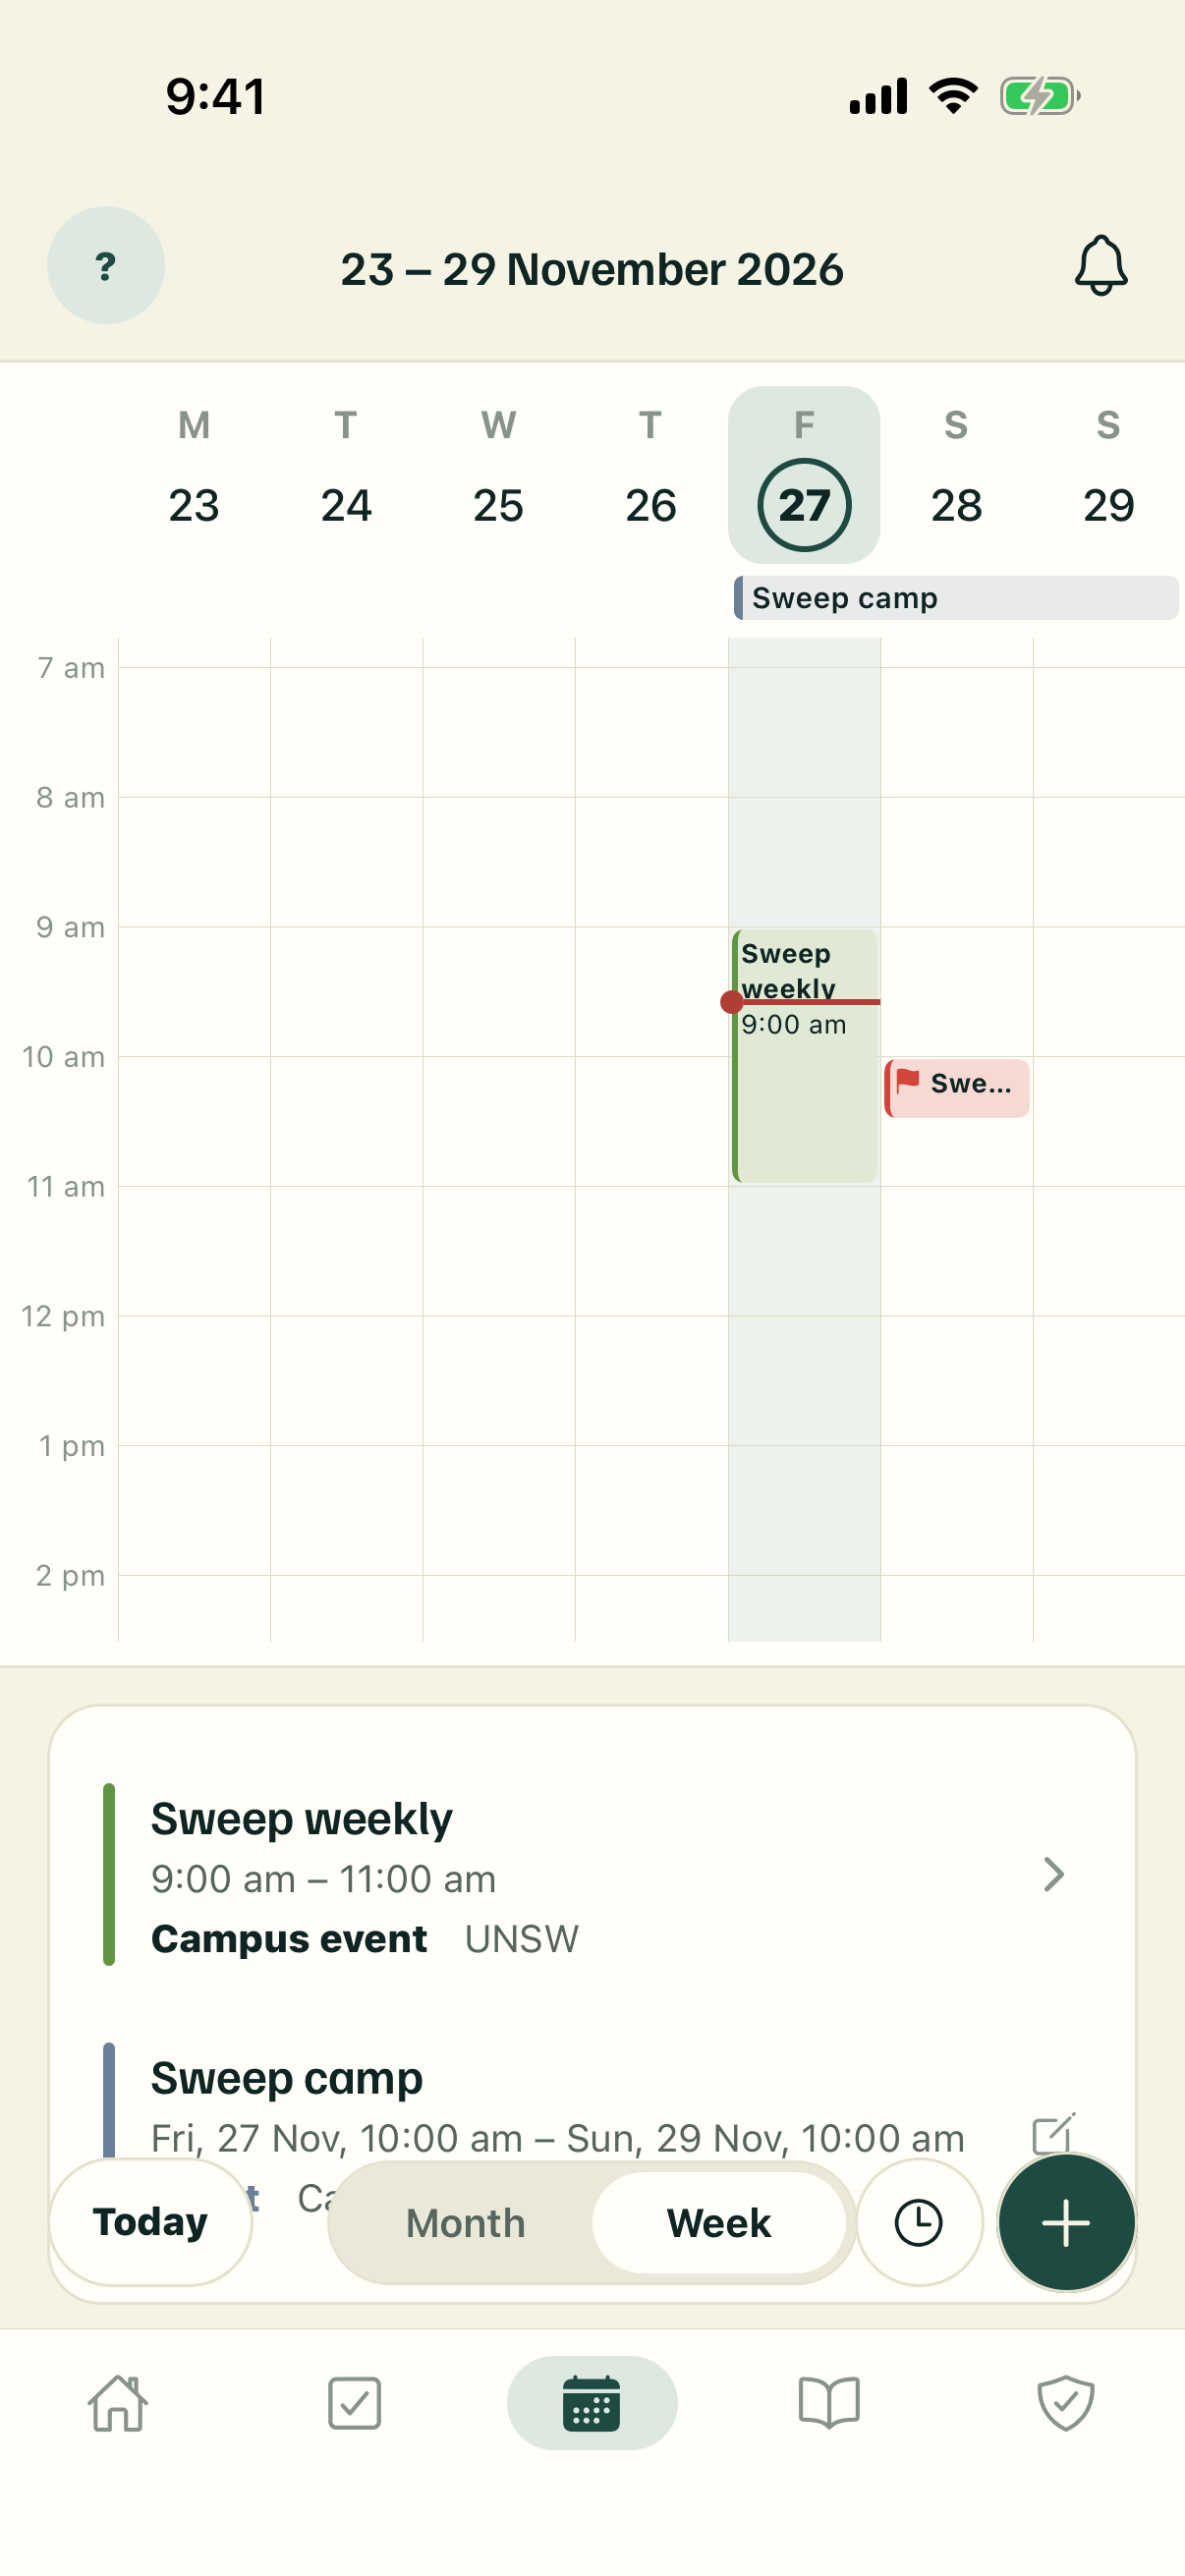 9:41
?
23 – 29 November 2026
M T W T F S S
23 24 25 26 27 28 29
Sweep camp
7 am
8 am
9 am
Sweep
weekly
9:00 am
10 am
Swe...
11 am
12 pm
1 pm
2 pm
Sweep weekly
9:00 am – 11:00 am
Campus event UNSW
Sweep camp
Fri, 27 Nov, 10:00 am – Sun, 29 Nov, 10:00 am
Today
Month
Week